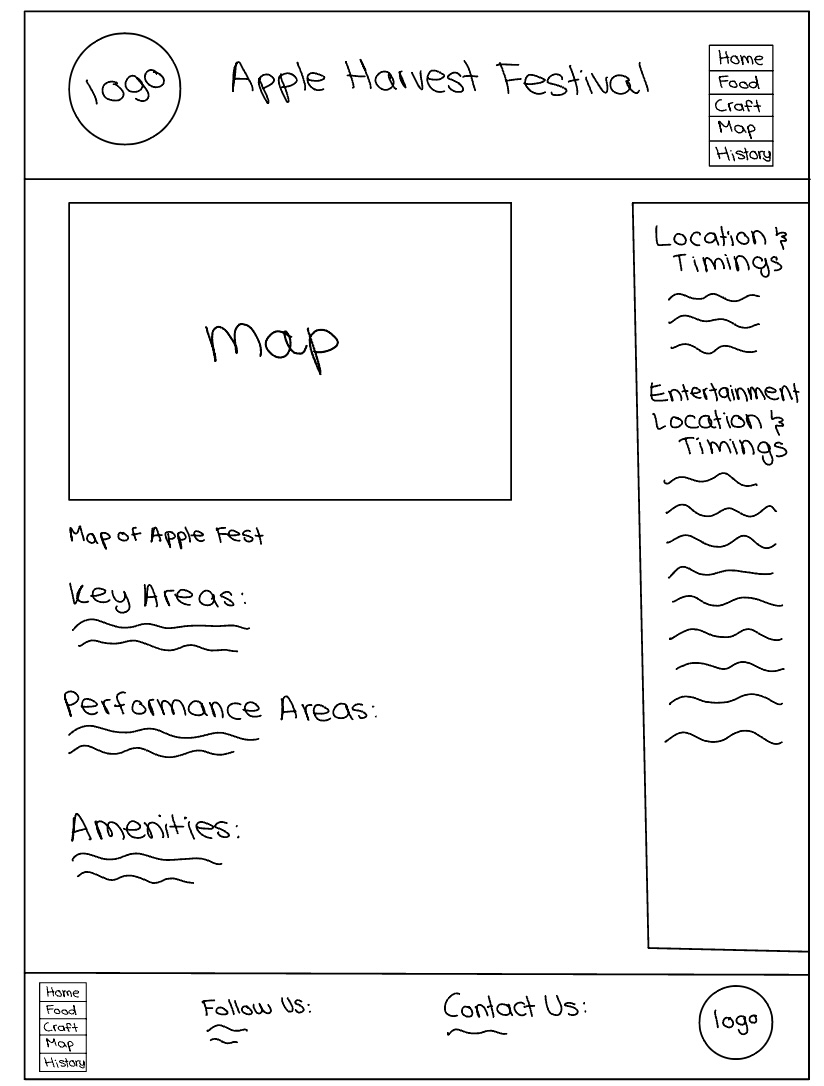 logo
Apple Harvest Festival
Home
Food
Craft
Map
History
Map
Map of Apple Fest
Key Areas:
Performance Areas:
Amenities:
Location &
Timings
Entertainment
Location &
Timings
Home
Food
Craft
Map
History
Follow Us:
Contact Us:
logo